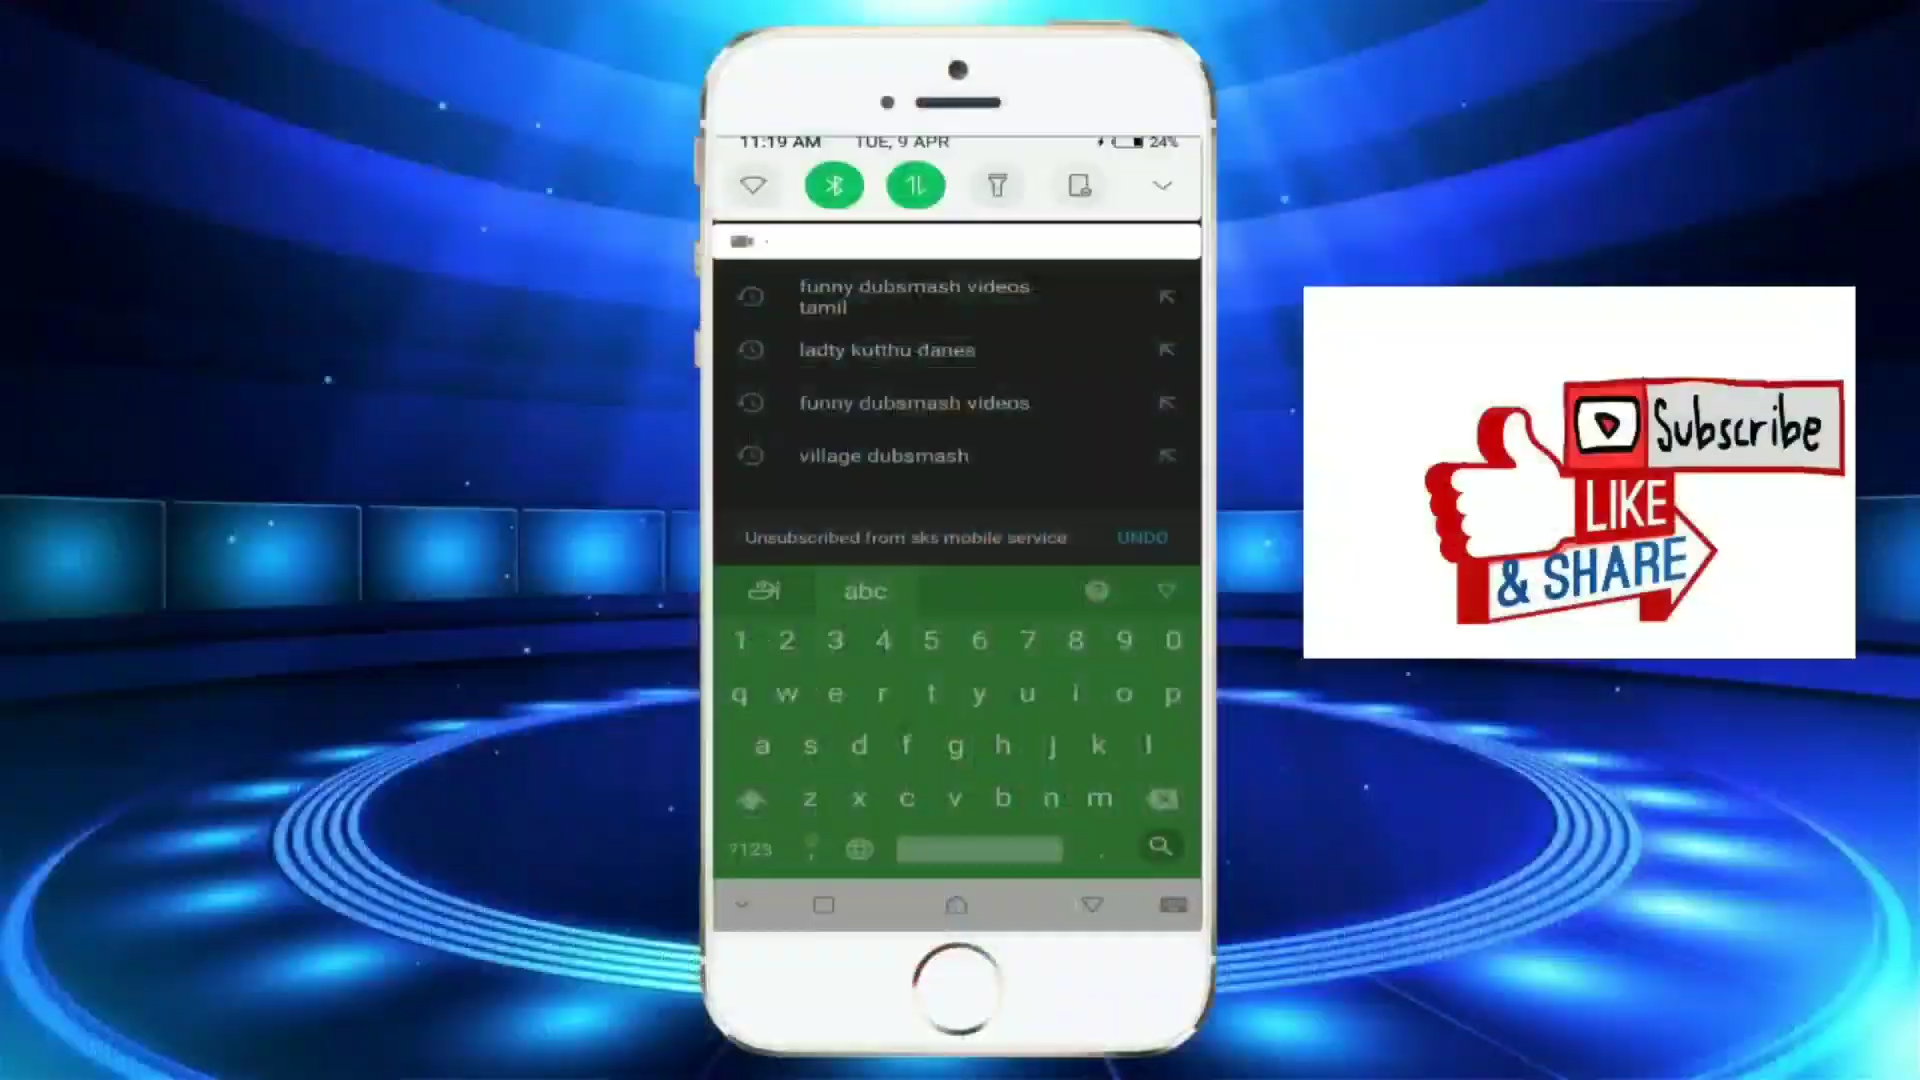 11:19 AM TUE, 9 APR 24%
funny dubsmash videos
tamil
ladty kutthu danes
funny dubsmash videos
village dubsmash
Unsubscribed from sks mobile service UNDO
abc
1 2 3 4 5 6 7 8 9 0
q w e r t y u i o p
a s d f g h j k l
z x c v b n m
?123 , .
Subscribe
LIKE
& SHARE